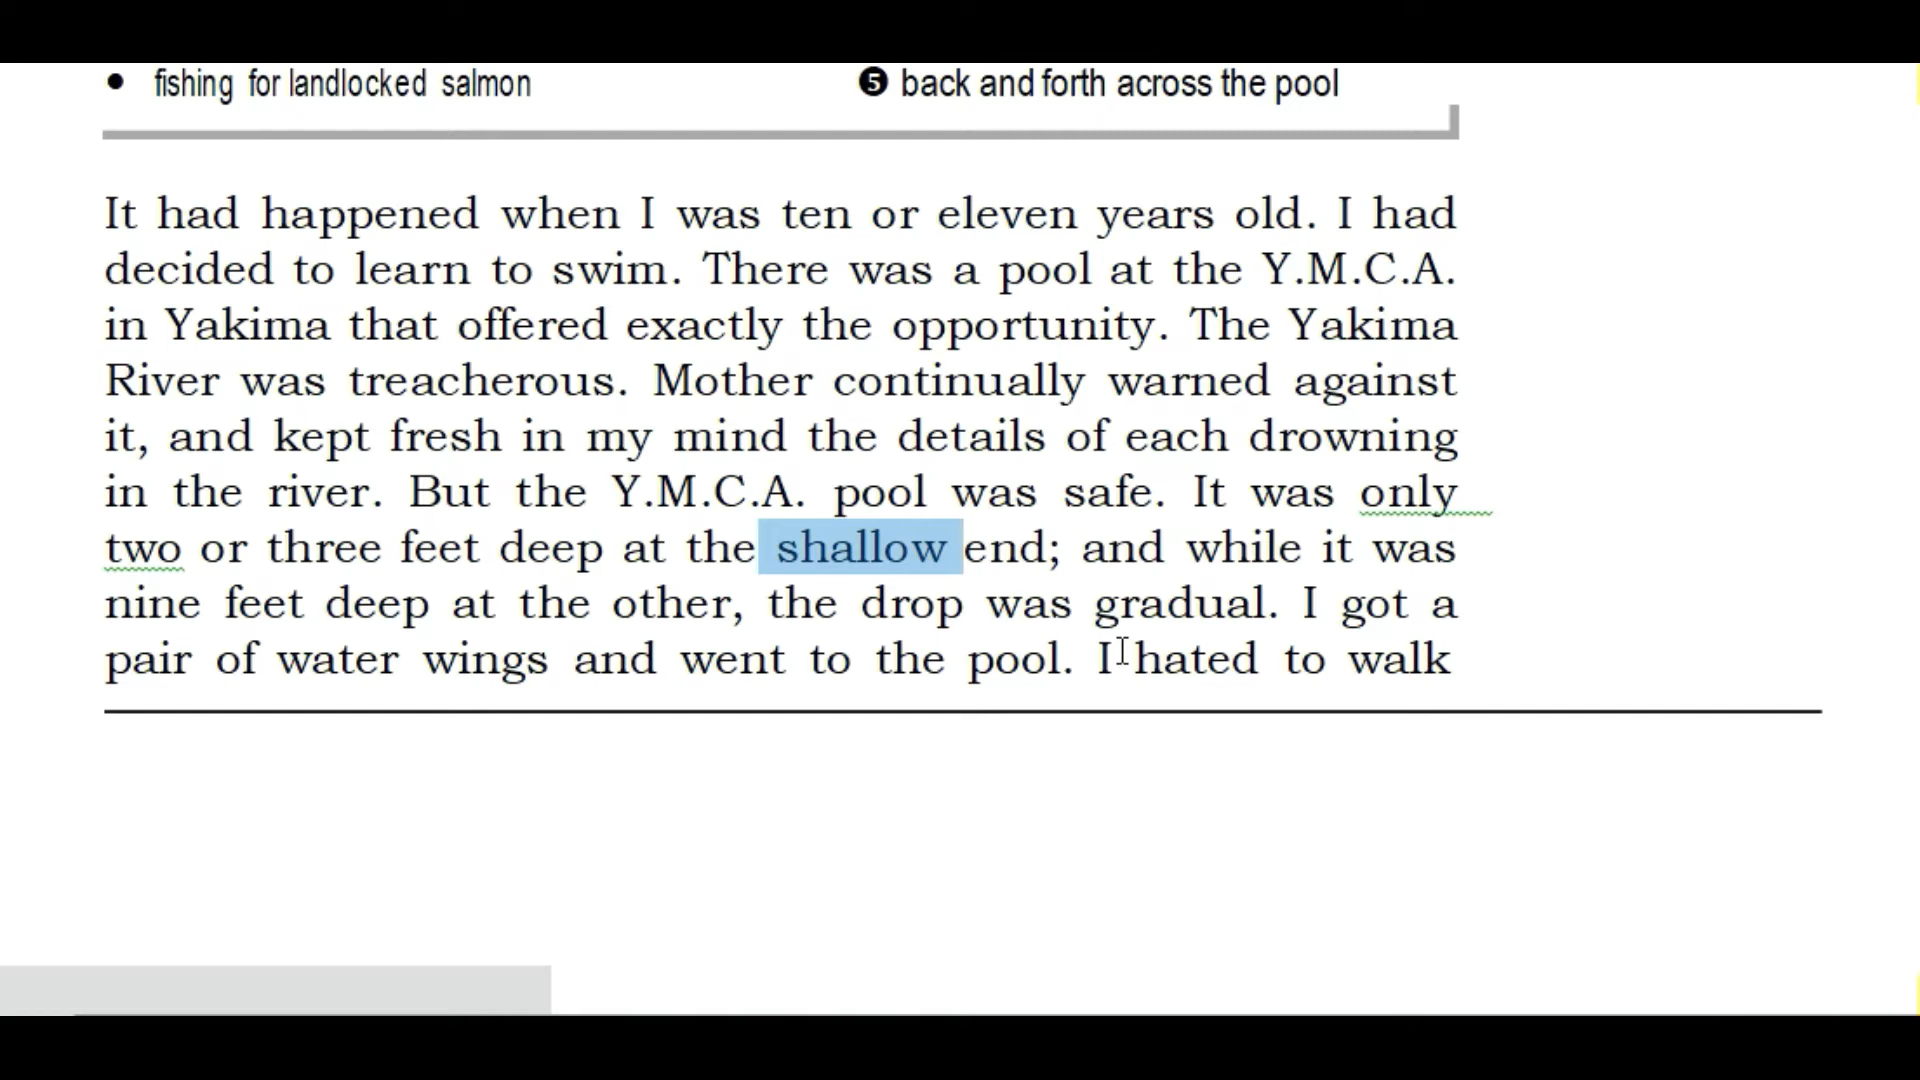 • fishing for landlocked salmon
❺ back and forth across the pool
It had happened when I was ten or eleven years old. I had
decided to learn to swim. There was a pool at the Y.M.C.A.
in Yakima that offered exactly the opportunity. The Yakima
River was treacherous. Mother continually warned against
it, and kept fresh in my mind the details of each drowning
in the river. But the Y.M.C.A. pool was safe. It was only
two or three feet deep at the shallow end; and while it was
nine feet deep at the other, the drop was gradual. I got a
pair of water wings and went to the pool. I hated to walk